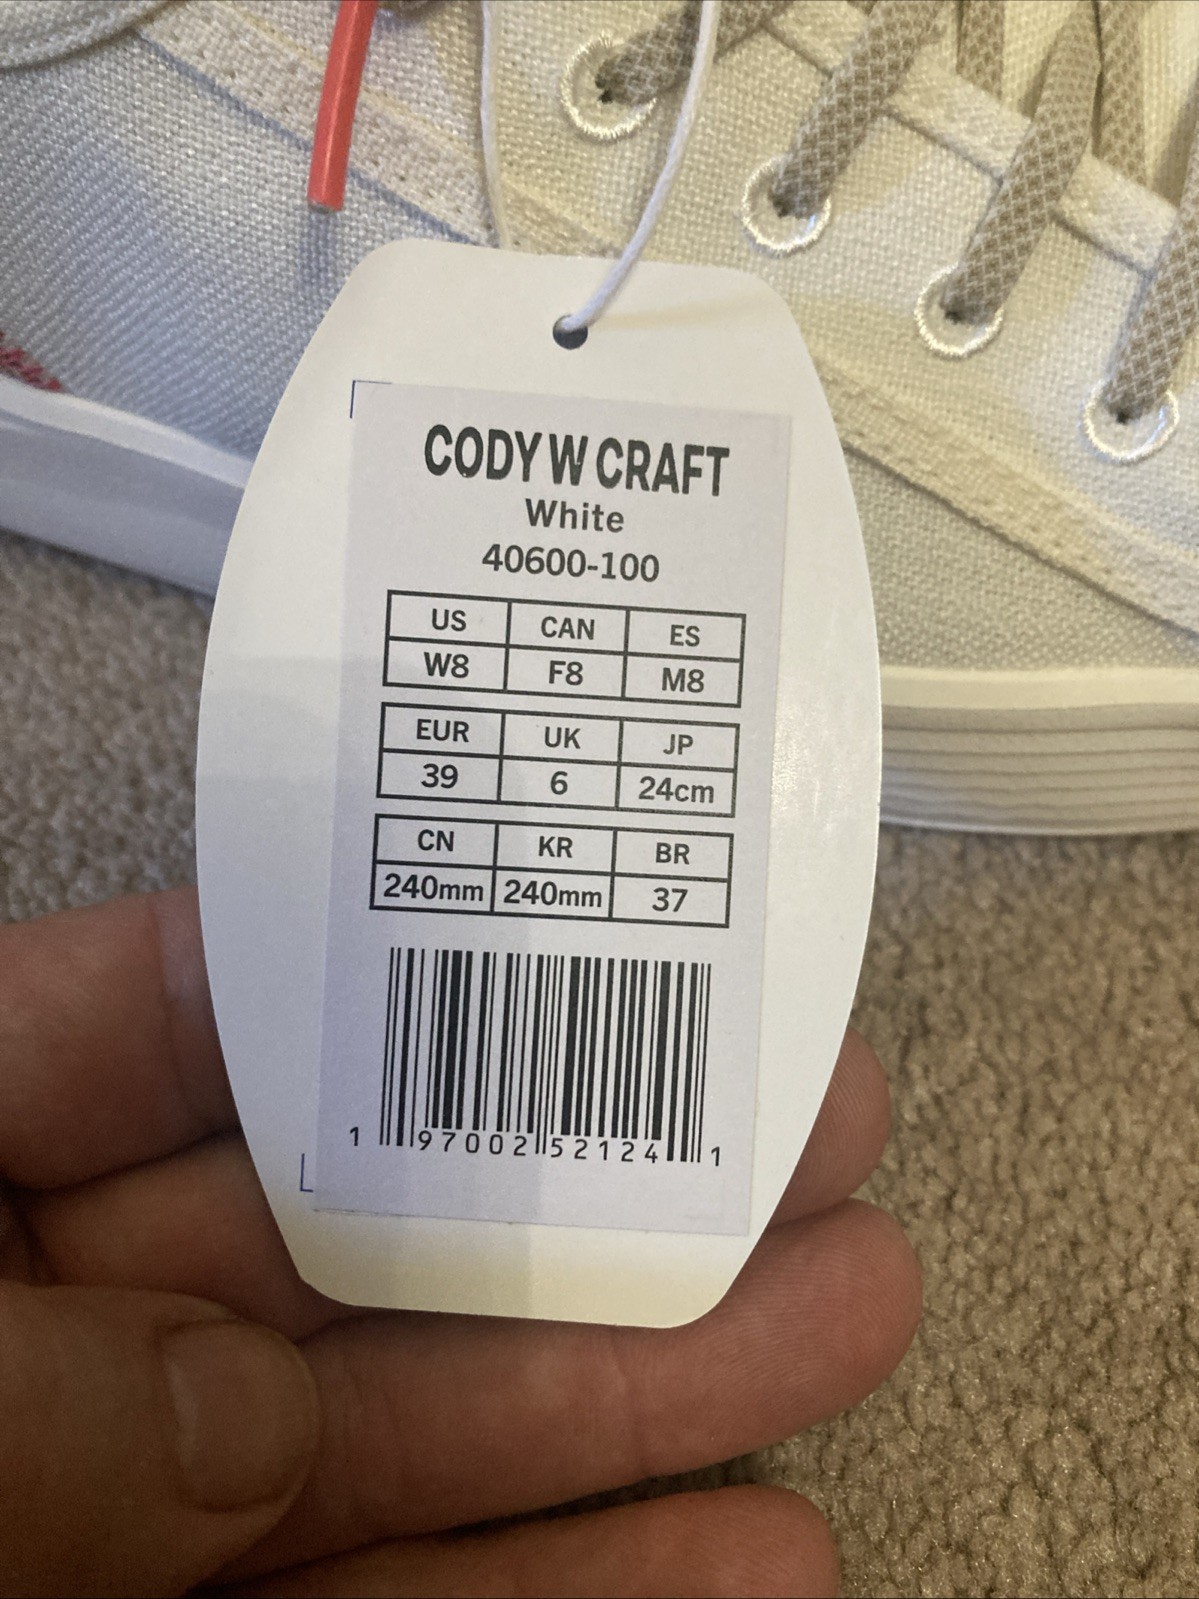 CODY W CRAFT
White
40600-100
US CAN ES
W8 F8 M8
EUR UK JP
39 6 24cm
CN KR BR
240mm 240mm 37
1 97002 52124 1